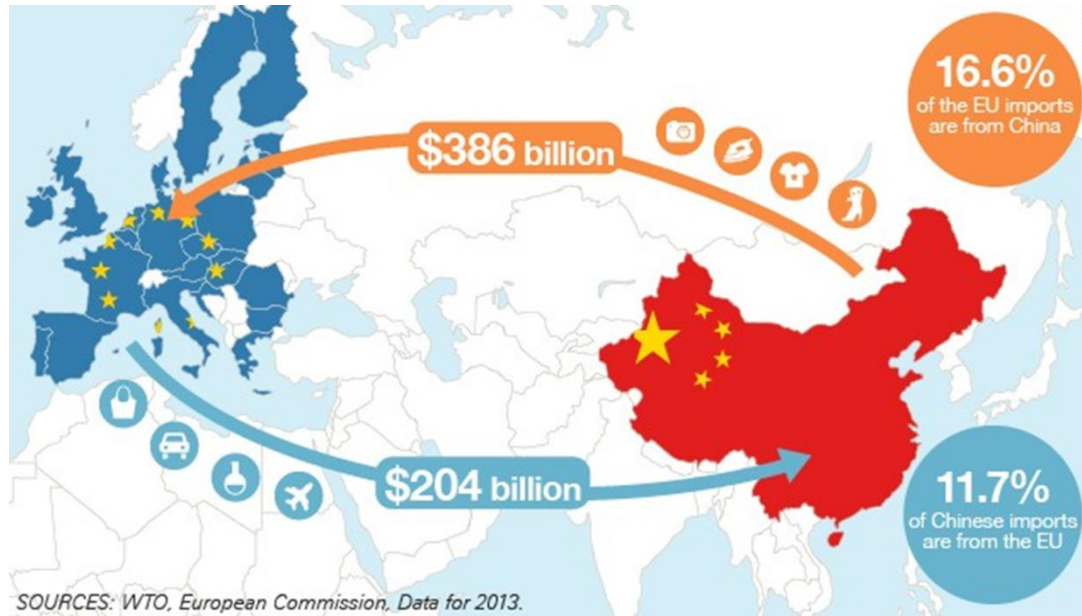 16.6%
of the EU imports
are from China
$386 billion
$204 billion
11.7%
of Chinese imports
are from the EU
SOURCES: WTO, European Commission, Data for 2013.